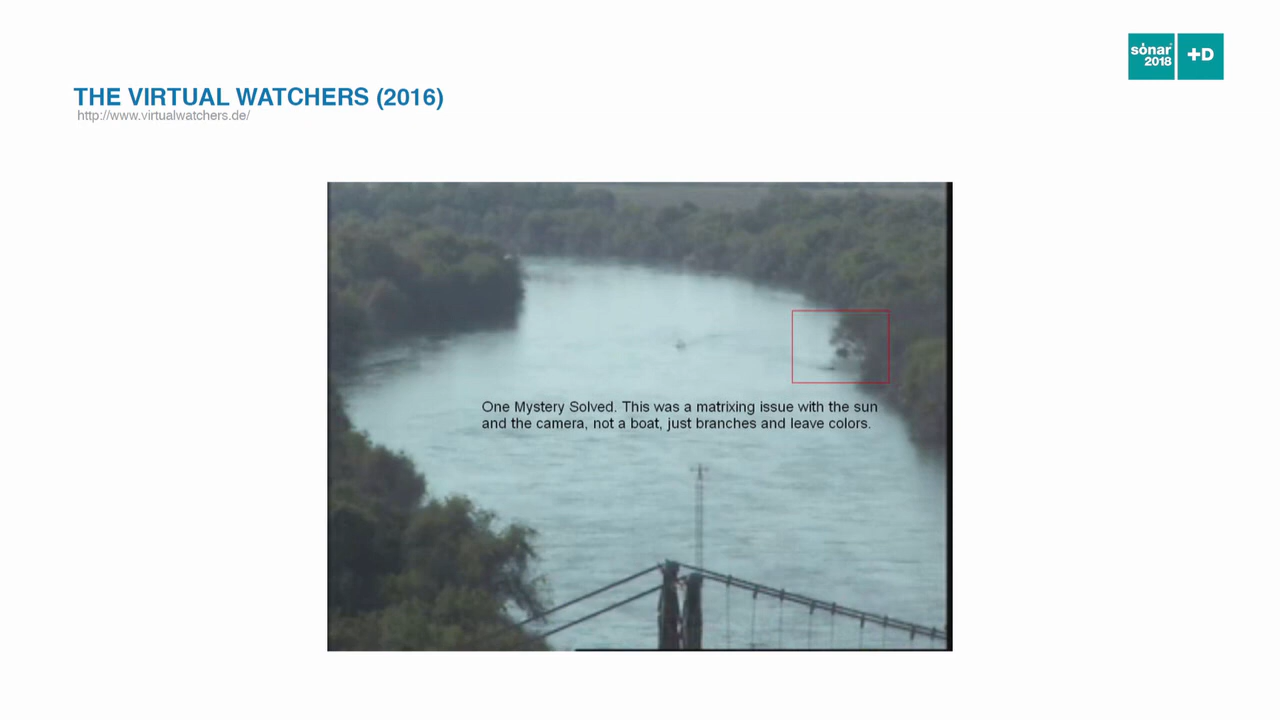 sónar
2018
+D
THE VIRTUAL WATCHERS (2016)
http://www.virtualwatchers.de/
One Mystery Solved. This was a matrixing issue with the sun
and the camera, not a boat, just branches and leave colors.